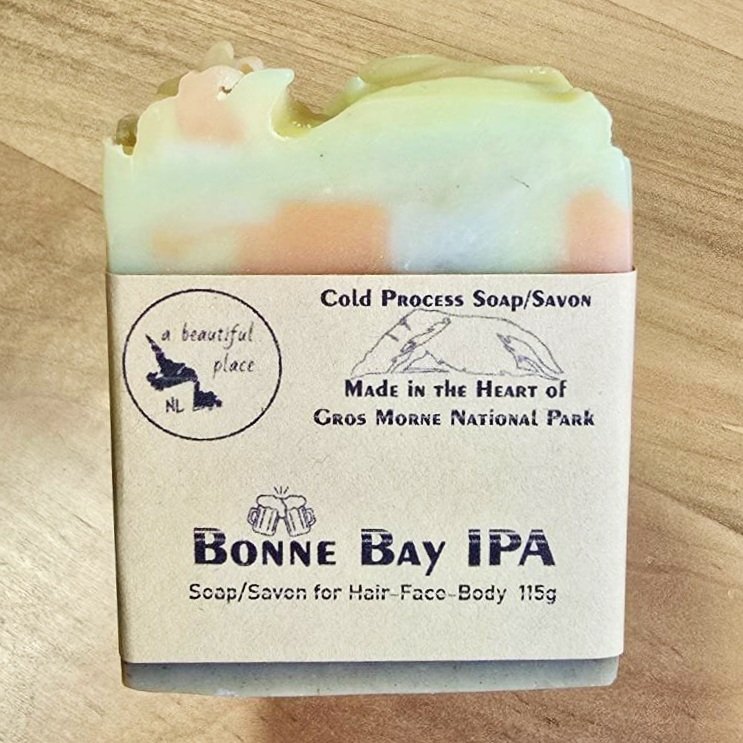 a beautiful
place
NL
Cold Process Soap/Savon
Made in the Heart of
Gros Morne National Park
Bonne Bay IPA
Soap/Savon for Hair-Face-Body 115g